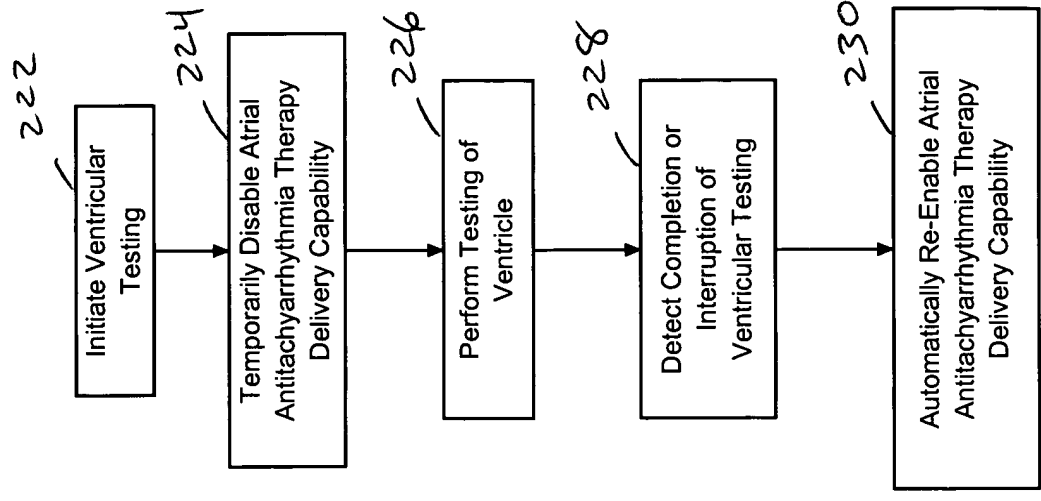 222
Initiate Ventricular
Testing
224
Temporarily Disable Atrial
Antitachyarrhythmia Therapy
Delivery Capability
226
Perform Testing of
Ventricle
228
Detect Completion or
Interruption of
Ventricular Testing
230
Automatically Re-Enable Atrial
Antitachyarrhythmia Therapy
Delivery Capability